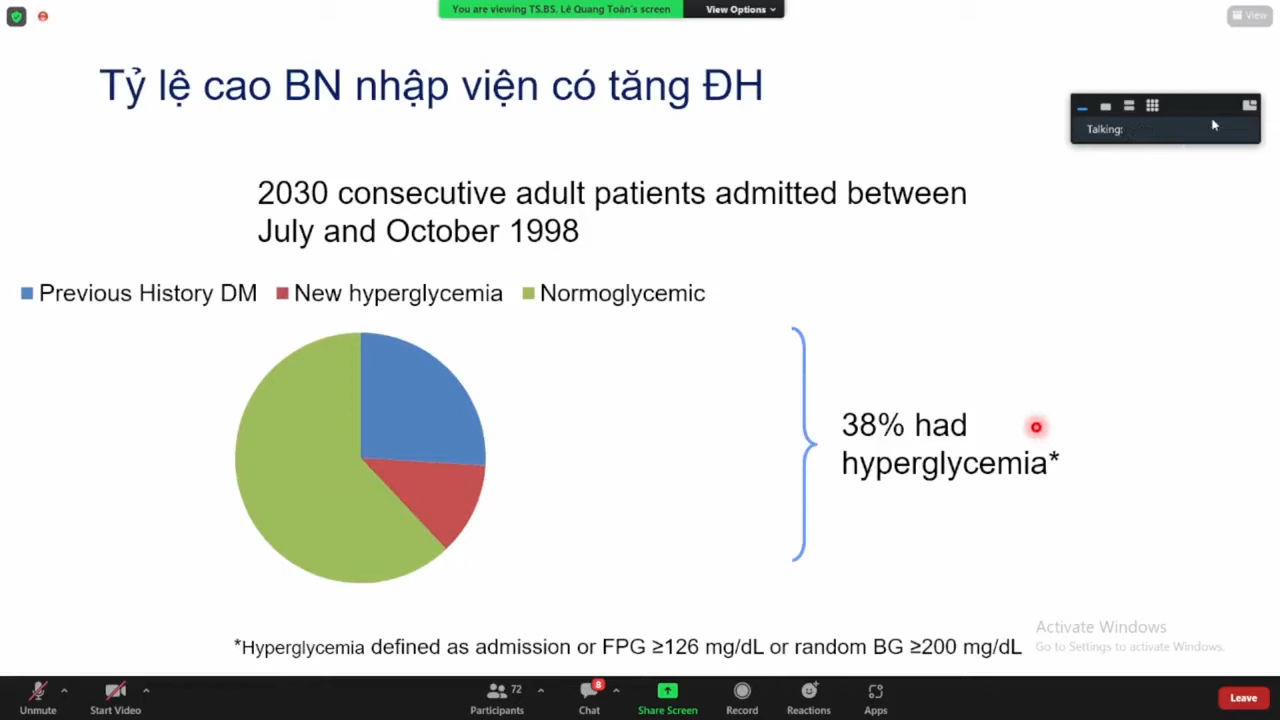 You are viewing TS.BS. Lê Quang Toàn's screen
View Options
View
Tỷ lệ cao BN nhập viện có tăng ĐH
Talking:
2030 consecutive adult patients admitted between
July and October 1998
Previous History DM New hyperglycemia Normoglycemic
38% had
hyperglycemia*
*Hyperglycemia defined as admission or FPG ≥126 mg/dL or random BG ≥200 mg/dL
Activate Windows
Go to Settings to activate Windows.
Unmute
Start Video
72
Participants
8
Chat
Share Screen
Record
Reactions
Apps
Leave